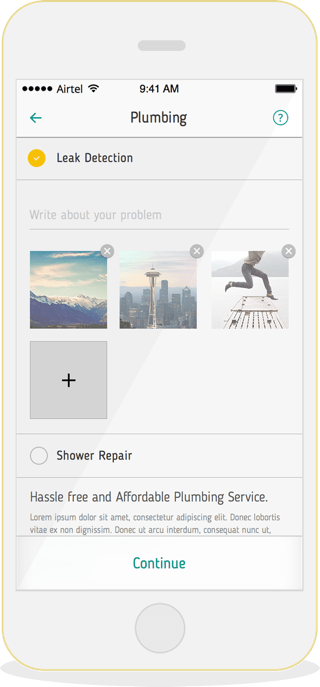 Airtel 9:41 AM
Plumbing ?
Leak Detection
Write about your problem
+
Shower Repair
Hassle free and Affordable Plumbing Service.
Lorem ipsum dolor sit amet, consectetur adipiscing elit. Donec lobortis
vitae ex non dignissim. Donec ut arcu interdum, consequat nunc ut,
Continue